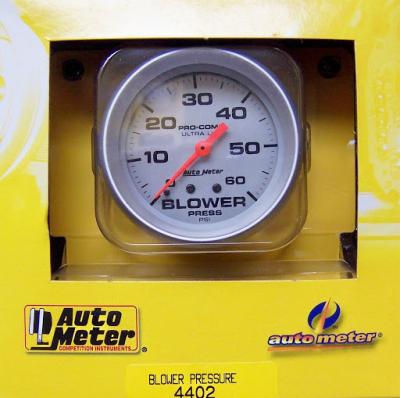 30
20
40
PRO-COMP
ULTRA-LITE
10
50
Auto Meter
0
60
BLOWER
PRESS
PSI
Auto
Meter
COMPETITION INSTRUMENTS
®
auto meter®
BLOWER PRESSURE
4402